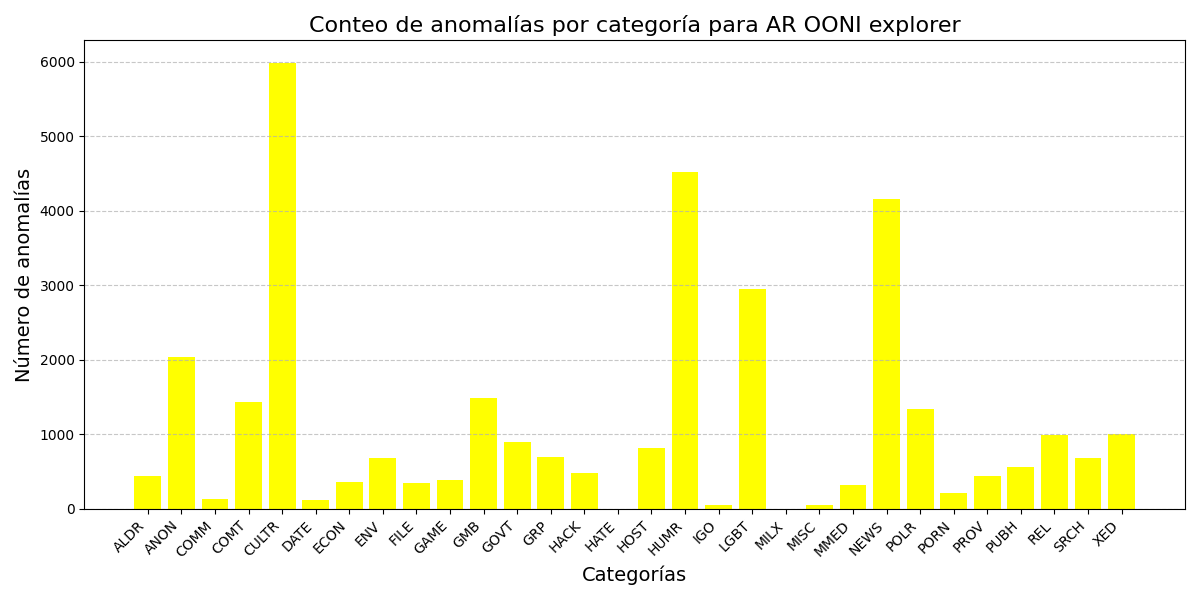 Conteo de anomalías por categoría para AR OONI explorer
Número de anomalías
6000
5000
4000
3000
2000
1000
0
ALDR
ANON
COMM
COMT
CULTR
DATE
ECON
ENV
FILE
GAME
GMB
GOVT
GRP
HACK
HATE
HOST
HUMR
IGO
LGBT
MILX
MISC
MMED
NEWS
POLR
PORN
PROV
PUBH
REL
SRCH
XED
Categorías